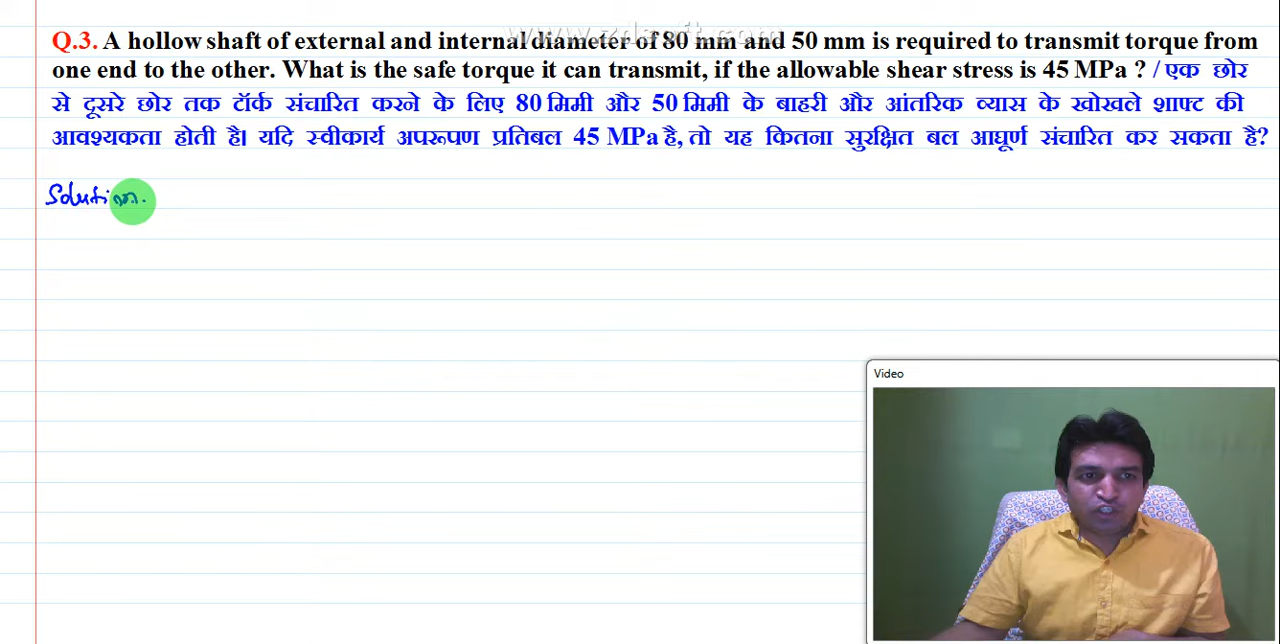 Q.3. A hollow shaft of external and internal diameter of 80 mm and 50 mm is required to transmit torque from
one end to the other. What is the safe torque it can transmit, if the allowable shear stress is 45 MPa ? / एक छोर
से दूसरे छोर तक टॉर्क संचारित करने के लिए 80 मिमी और 50 मिमी के बाहरी और आंतरिक व्यास के खोखले शाफ्ट की
आवश्यकता होती है। यदि स्वीकार्य अपरूपण प्रतिबल 45 MPa है, तो यह कितना सुरक्षित बल आघूर्ण संचारित कर सकता है?
Solution.
Video